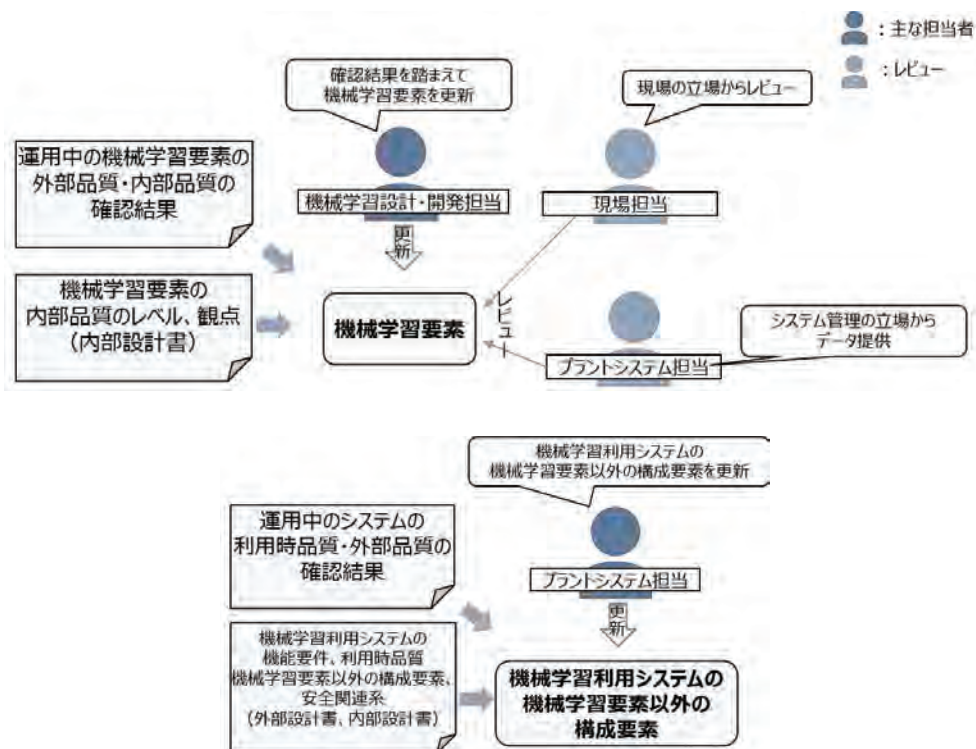 ：主な担当者
：レビュー
確認結果を踏まえて
機械学習要素を更新
現場の立場からレビュー
運用中の機械学習要素の
外部品質・内部品質の
確認結果
機械学習設計・開発担当
現場担当
更新
機械学習要素の
内部品質のレベル、観点
（内部設計書）
機械学習要素
レビュー
システム管理の立場から
データ提供
プラントシステム担当
機械学習利用システムの
機械学習要素以外の構成要素を更新
運用中のシステムの
利用時品質・外部品質の
確認結果
プラントシステム担当
更新
機械学習利用システムの
機能要件、利用時品質
機械学習要素以外の構成要素、
安全関連系
（外部設計書、内部設計書）
機械学習利用システムの
機械学習要素以外の
構成要素